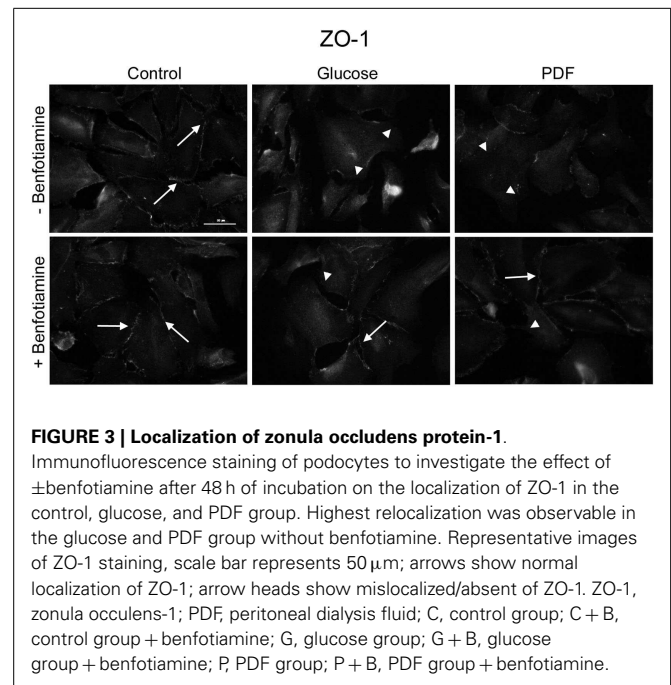 ZO-1
Control Glucose PDF
- Benfotiamine
+ Benfotiamine
FIGURE 3 | Localization of zonula occludens protein-1.
Immunofluorescence staining of podocytes to investigate the effect of
±benfotiamine after 48 h of incubation on the localization of ZO-1 in the
control, glucose, and PDF group. Highest relocalization was observable in
the glucose and PDF group without benfotiamine. Representative images
of ZO-1 staining, scale bar represents 50 μm; arrows show normal
localization of ZO-1; arrow heads show mislocalized/absent of ZO-1. ZO-1,
zonula occulens-1; PDF, peritoneal dialysis fluid; C, control group; C + B,
control group + benfotiamine; G, glucose group; G + B, glucose
group + benfotiamine; P, PDF group; P + B, PDF group + benfotiamine.